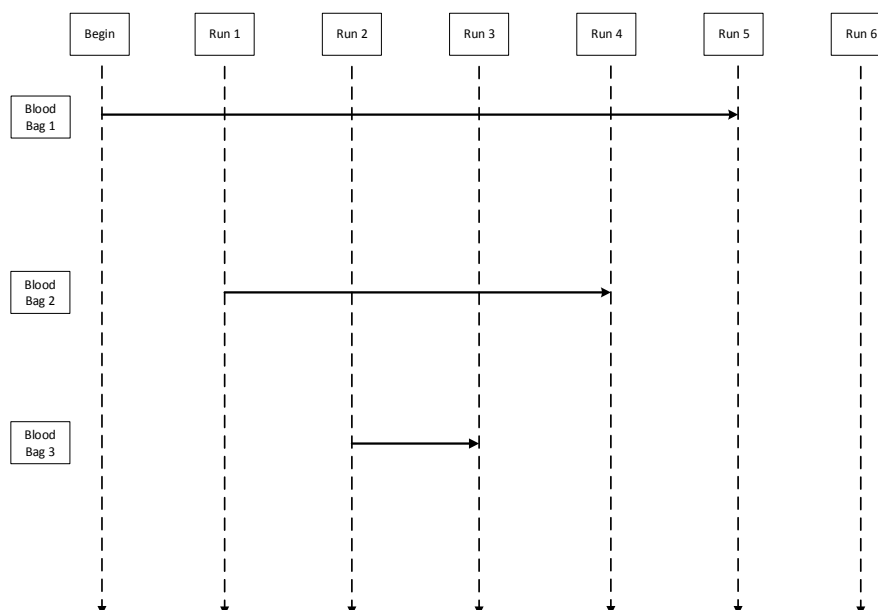 Begin
Run 1
Run 2
Run 3
Run 4
Run 5
Run 6
Blood
Bag 1
Blood
Bag 2
Blood
Bag 3